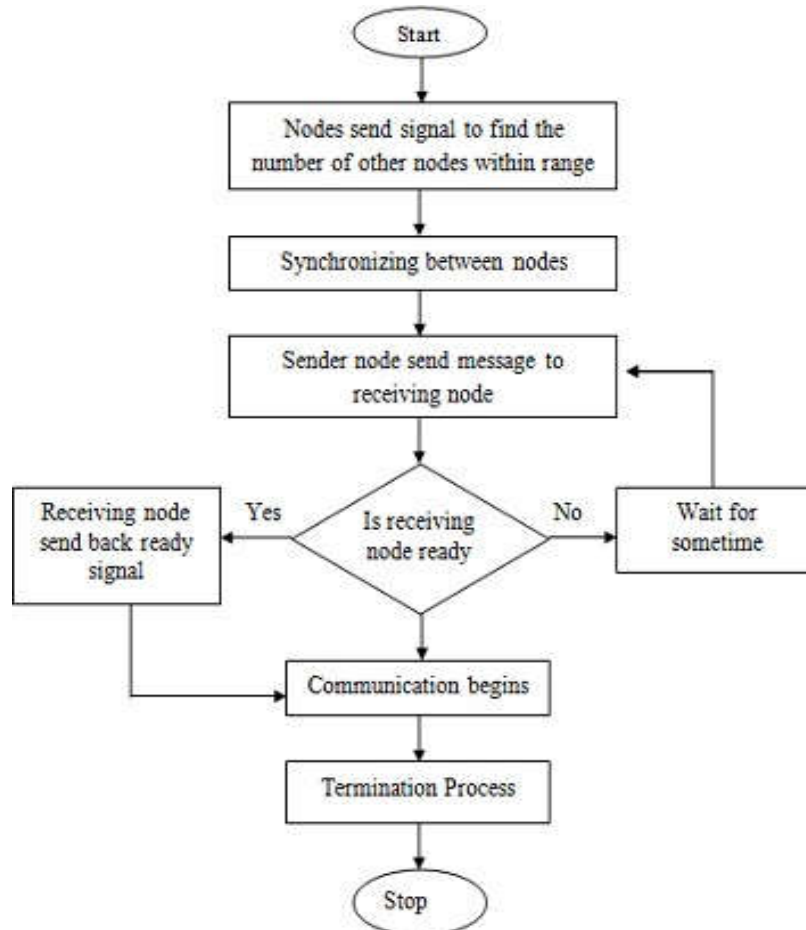 Start
Nodes send signal to find the
number of other nodes within range
Synchronizing between nodes
Sender node send message to
receiving node
Receiving node
send back ready
signal
Yes
Is receiving
node ready
No
Wait for
sometime
Communication begins
Termination Process
Stop